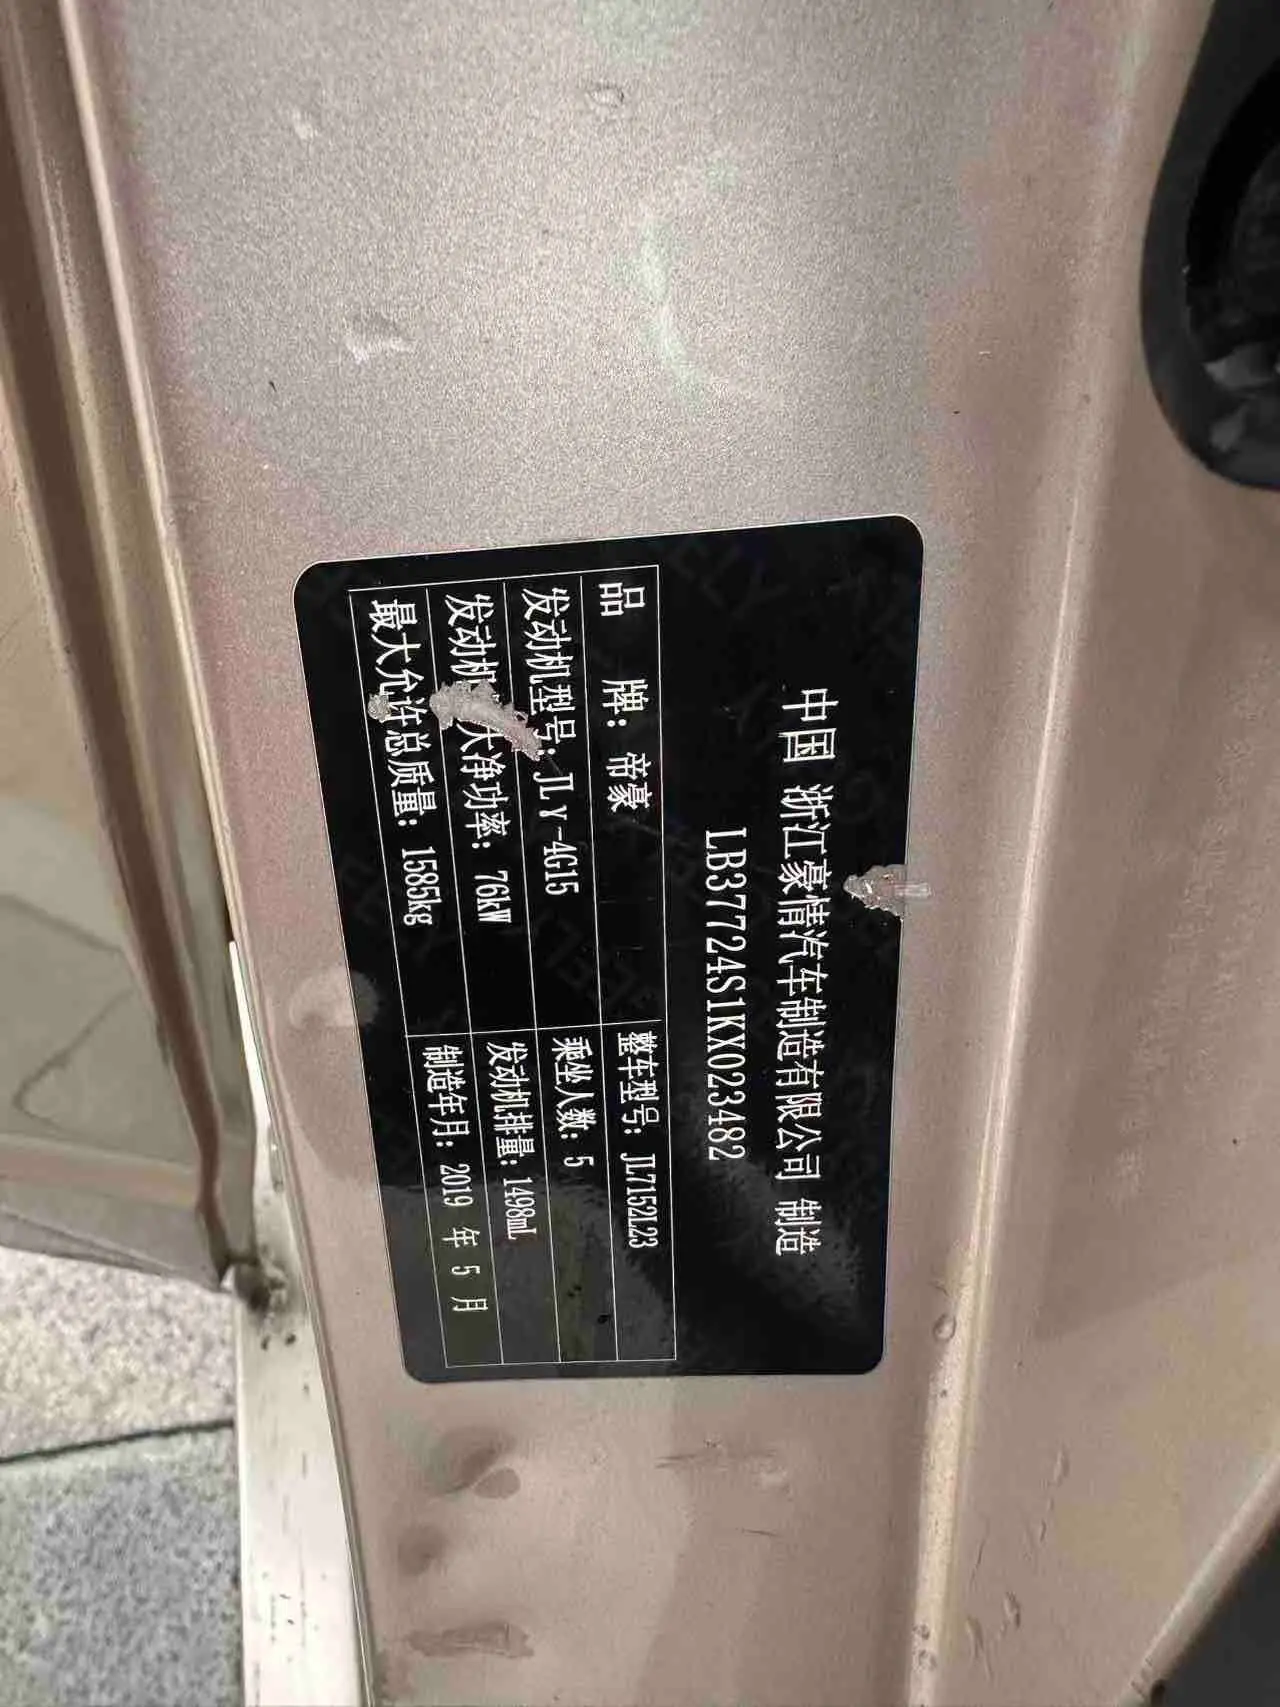 中国 浙江豪情汽车制造有限公司 制造
LB37724S1KX023482
品 牌: 帝豪 整车型号: JL7152L23
发动机型号: JLγ-4G15 乘坐人数: 5
发动机 大净功率: 76kW 发动机排量: 1498mL
最大允许总质量: 1585kg 制造年月: 2019 年 5 月